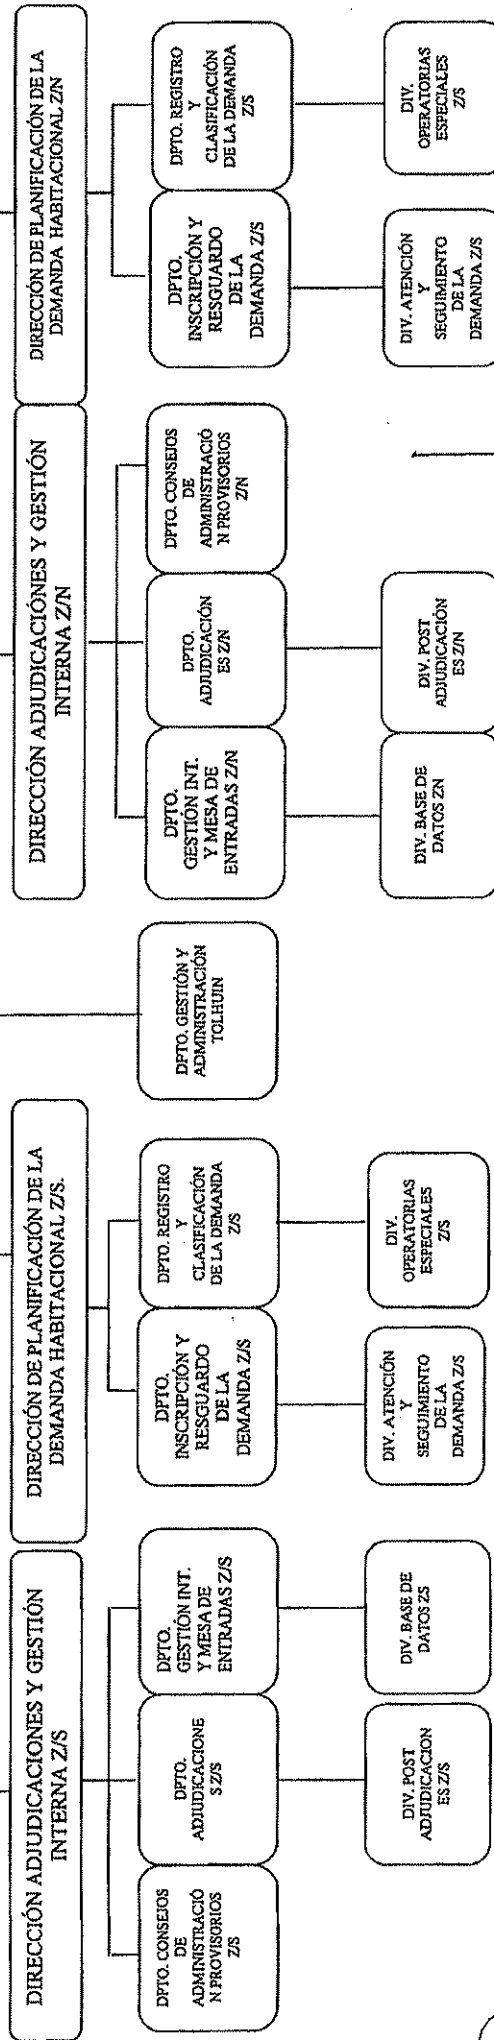 DIRECCIÓN ADJUDICACIONES Y GESTIÓN
INTERNA Z/S
DIRECCIÓN DE PLANIFICACIÓN DE LA
DEMANDA HABITACIONAL Z/S.
DIRECCIÓN ADJUDICACIÓNES Y GESTIÓN
INTERNA Z/N
DIRECCIÓN DE PLANIFICACIÓN DE LA
DEMANDA HABITACIONAL Z/N
DPTO. CONSEJOS
DE
ADMINISTRACIÓ
N PROVISORIOS
Z/S
DPTO.
ADJUDICACIONE
S Z/S
DPTO.
GESTIÓN INT.
Y MESA DE
ENTRADAS Z/S
DPTO.
INSCRIPCIÓN Y
RESGUARDO
DE LA
DEMANDA Z/S
DPTO. REGISTRO
Y
CLASIFICACIÓN
DE LA DEMANDA
Z/S
DPTO. GESTIÓN Y
ADMINISTRACIÓN
TOLHUIN
DPTO.
GESTIÓN INT.
Y MESA DE
ENTRADAS Z/N
DPTO.
ADJUDICACIÓN
ES Z/N
DPTO. CONSEJOS
DE
ADMINISTRACIÓ
N PROVISORIOS
Z/N
DPTO.
INSCRIPCIÓN Y
RESGUARDO
DE LA
DEMANDA Z/S
DPTO. REGISTRO
Y
CLASIFICACIÓN
DE LA DEMANDA
Z/S
DIV. POST
ADJUDICACION
ES Z/S
DIV. BASE DE
DATOS ZS
DIV. ATENCIÓN
Y
SEGUIMIENTO
DE LA
DEMANDA Z/S
DIV.
OPERATORIAS
ESPECIALES
Z/S
DIV. BASE DE
DATOS ZN
DIV. POST
ADJUDICACIÓN
ES Z/N
DIV. ATENCIÓN
Y
SEGUIMIENTO
DE LA
DEMANDA Z/S
DIV.
OPERATORIAS
ESPECIALES
Z/S